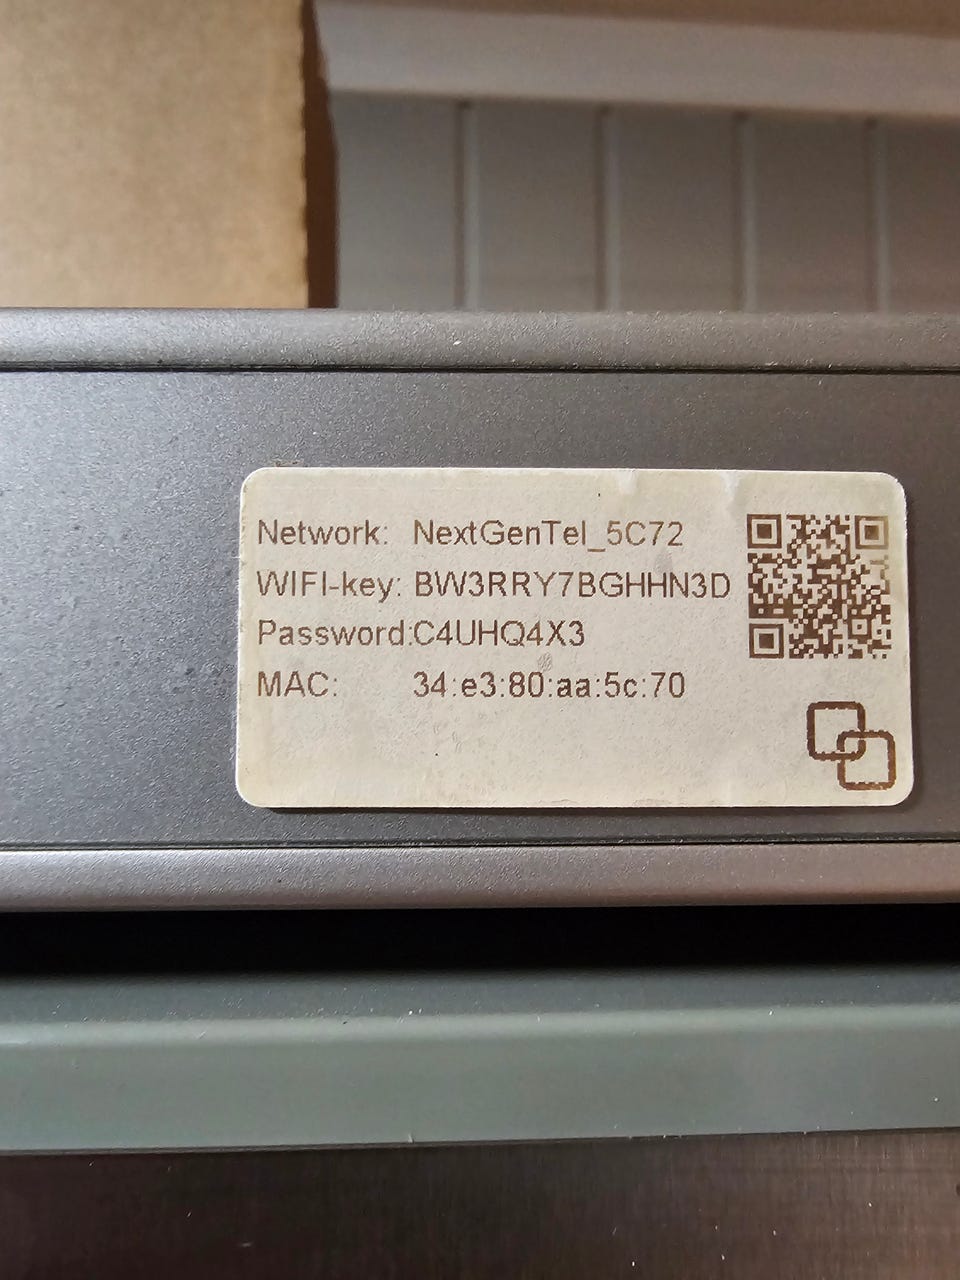 Network: NextGenTel_5C72
WIFI-key: BW3RRY7BGHHN3D
Password:C4UHQ4X3
MAC: 34:e3:80:aa:5c:70